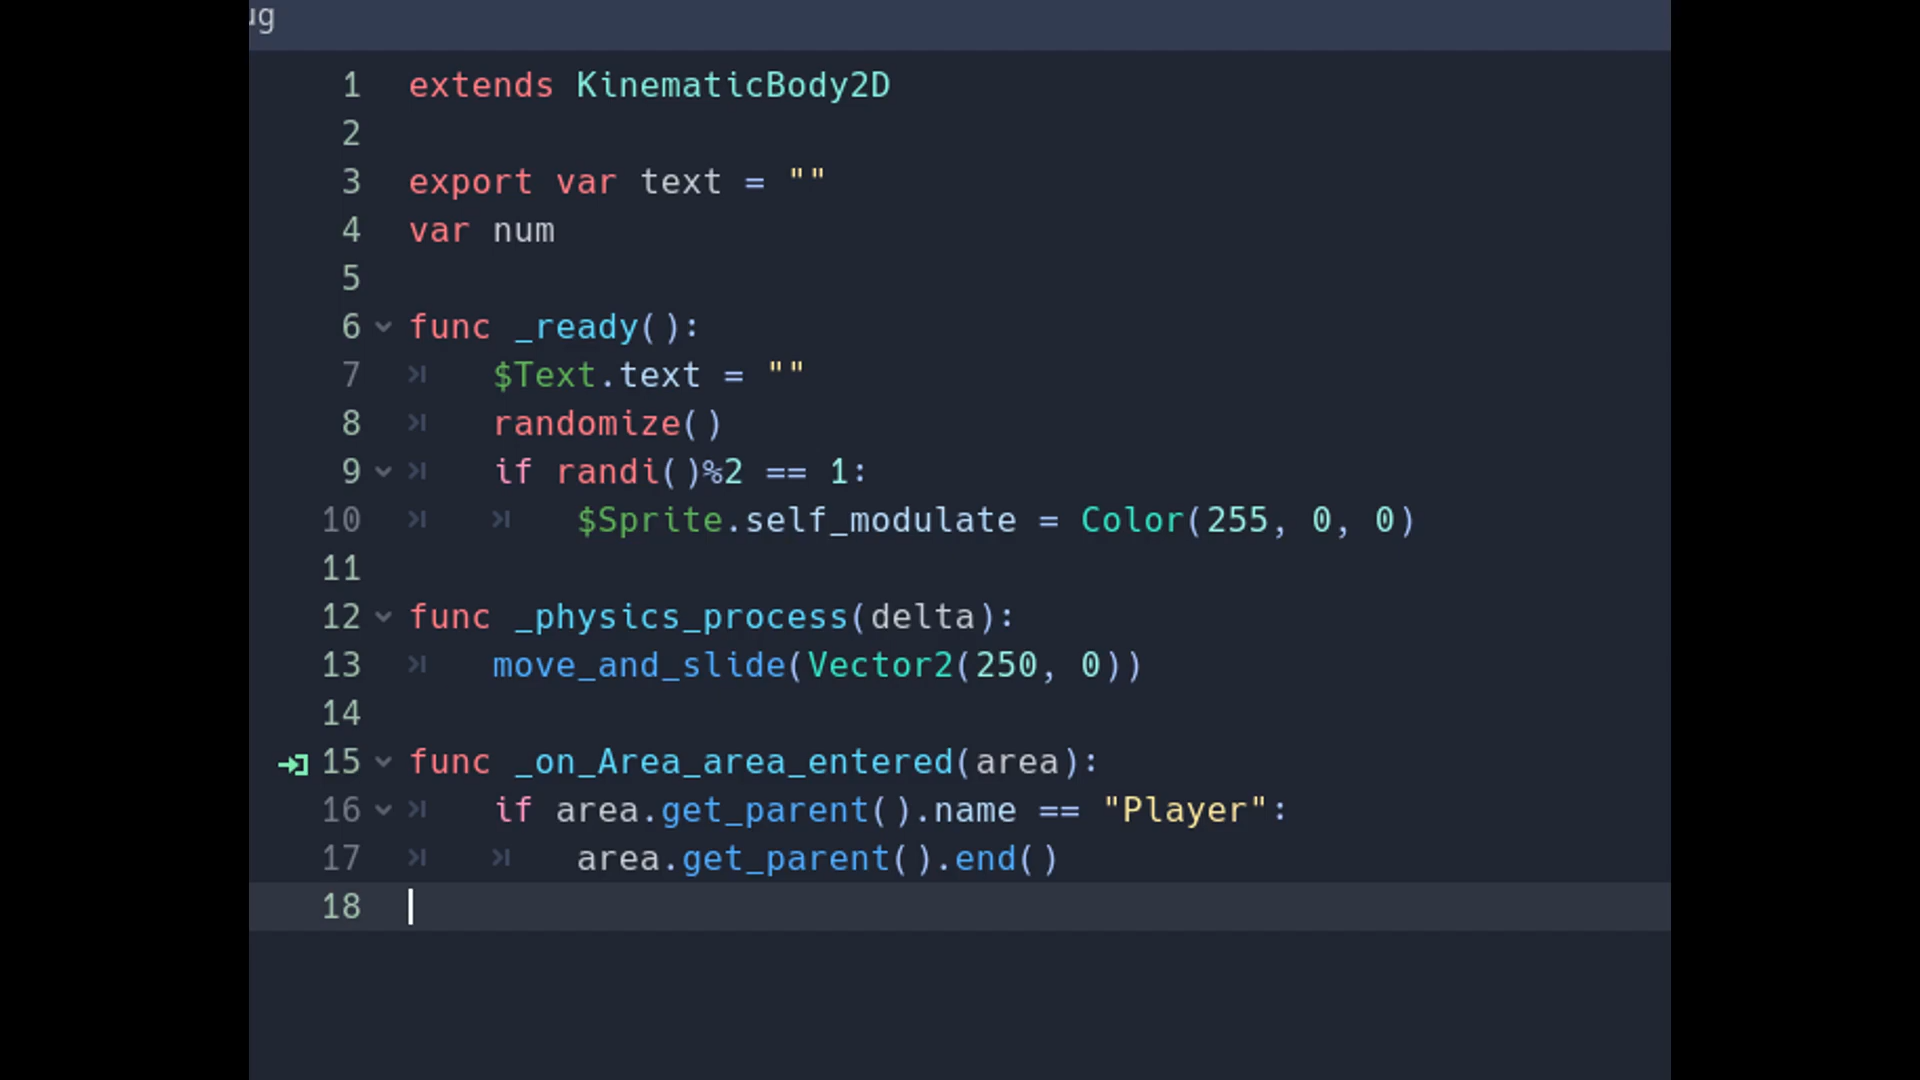 ug
1 extends KinematicBody2D
2
3 export var text = ""
4 var num
5
6 func _ready():
7 $Text.text = ""
8 randomize()
9 if randi()%2 == 1:
10 $Sprite.self_modulate = Color(255, 0, 0)
11
12 func _physics_process(delta):
13 move_and_slide(Vector2(250, 0))
14
15 func _on_Area_area_entered(area):
16 if area.get_parent().name == "Player":
17 area.get_parent().end()
18